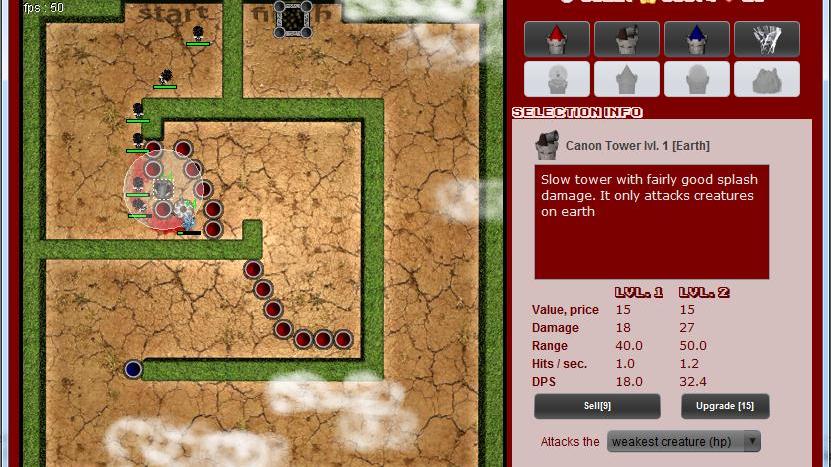 fps : 50
start finish
SELECTION INFO
Canon Tower lvl. 1 [Earth]
Slow tower with fairly good splash
damage. It only attacks creatures
on earth
LVL. 1 LVL. 2
Value, price 15 15
Damage 18 27
Range 40.0 50.0
Hits / sec. 1.0 1.2
DPS 18.0 32.4
Sell[9] Upgrade [15]
Attacks the weakest creature (hp)